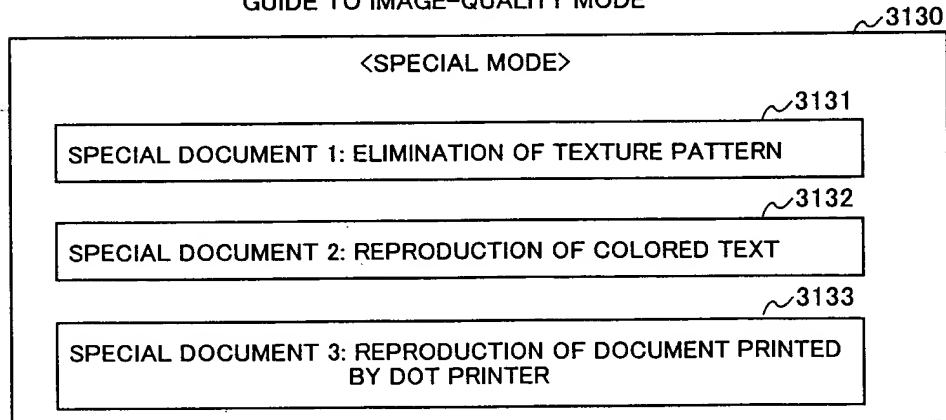 GUIDE TO IMAGE-QUALITY MODE
3130
<SPECIAL MODE>
3131
SPECIAL DOCUMENT 1: ELIMINATION OF TEXTURE PATTERN
3132
SPECIAL DOCUMENT 2: REPRODUCTION OF COLORED TEXT
3133
SPECIAL DOCUMENT 3: REPRODUCTION OF DOCUMENT PRINTED
BY DOT PRINTER